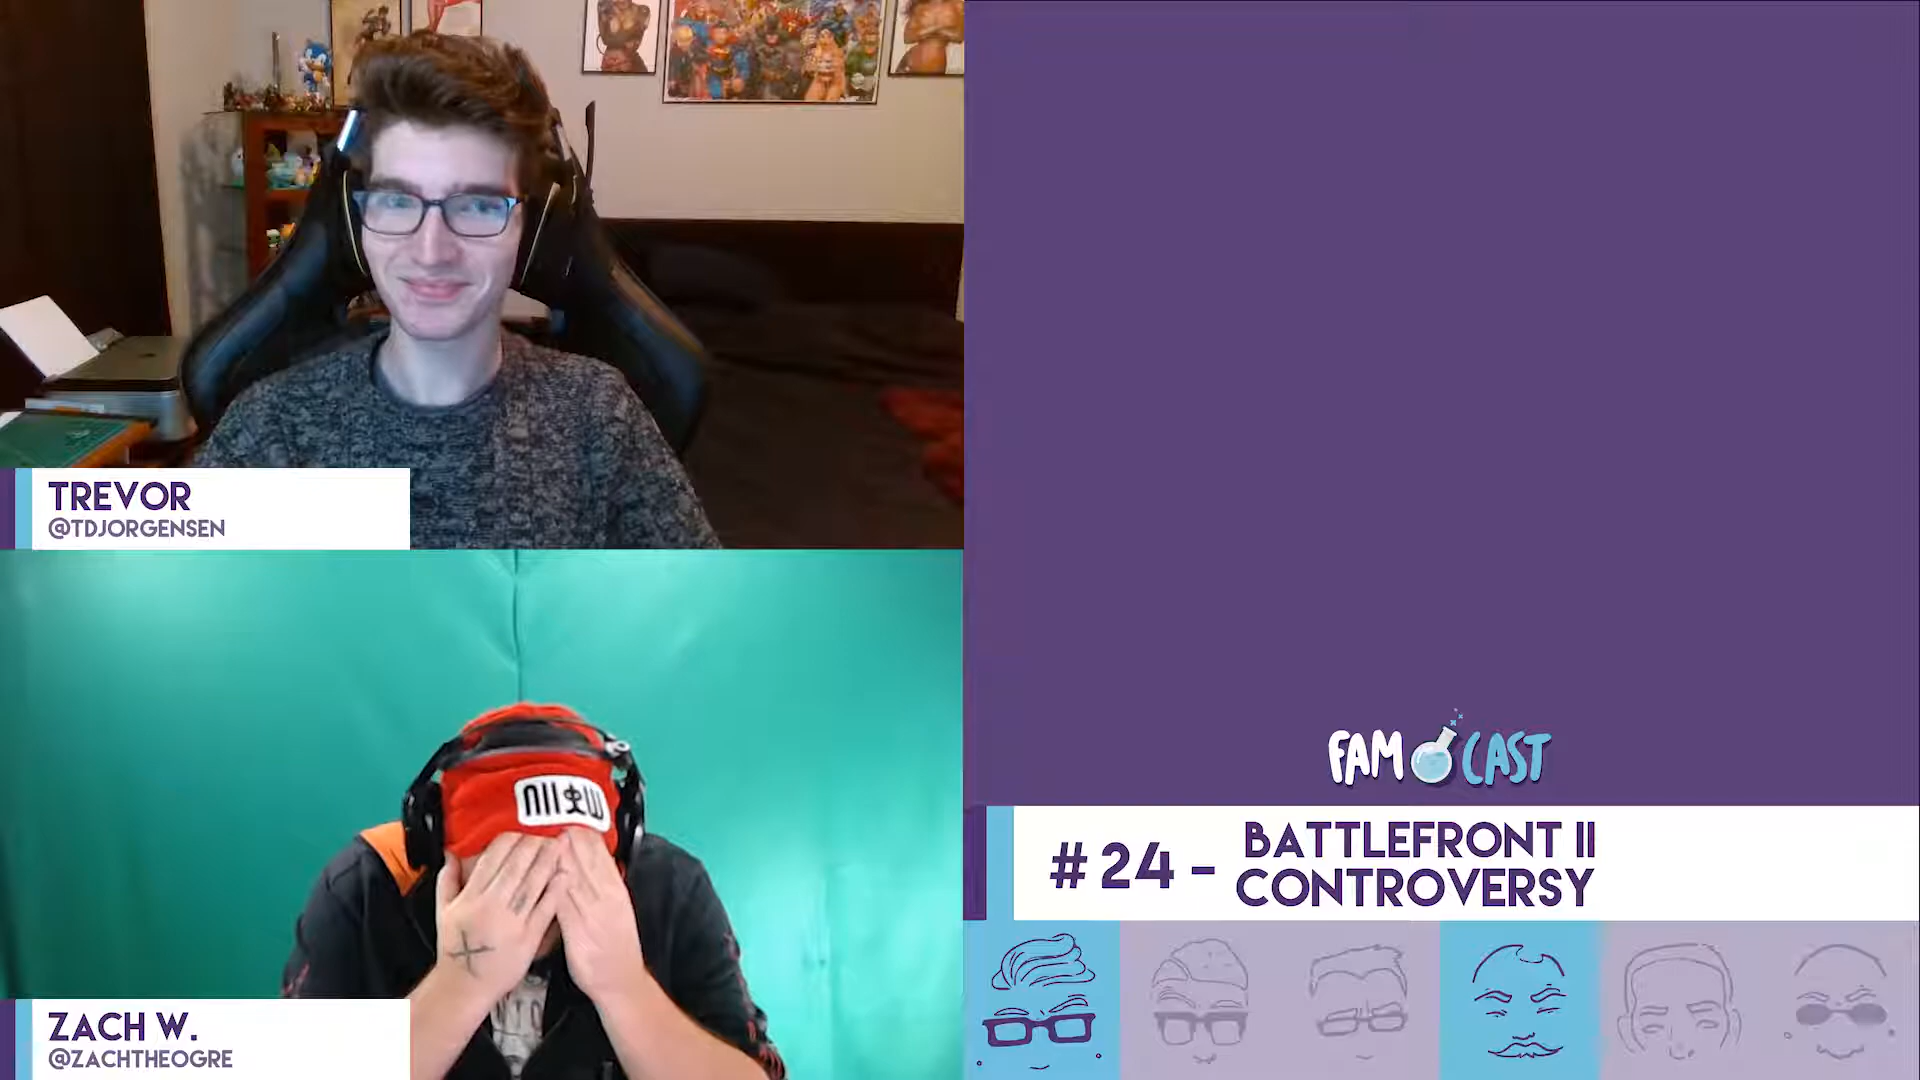 TREVOR
@TDJORGENSEN
ZACH W.
@ZACHTHEOGRE
FAM CAST
# 24 - BATTLEFRONT II
CONTROVERSY